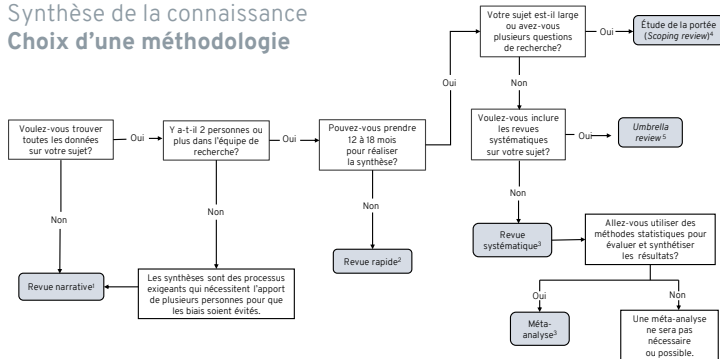 Synthèse de la connaissance
Choix d'une méthodologie
Voulez-vous trouver
toutes les données
sur votre sujet?
Oui
Non
Revue narrative¹
Y a-t-il 2 personnes ou
plus dans l'équipe de
recherche?
Oui
Non
Les synthèses sont des processus
exigeants qui nécessitent l'apport
de plusieurs personnes pour que
les biais soient évités.
Pouvez-vous prendre
12 à 18 mois
pour réaliser
la synthèse?
Oui
Non
Revue rapide²
Votre sujet est-il large
ou avez-vous
plusieurs questions
de recherche?
Oui
Étude de la portée
(Scoping review)⁴
Non
Voulez-vous inclure
les revues
systématiques
sur votre sujet?
Oui
Umbrella
review⁵
Non
Revue
systématique³
Allez-vous utiliser des
méthodes statistiques pour
évaluer et synthétiser
les résultats?
Oui
Méta-
analyse³
Non
Une méta-analyse
ne sera pas
nécessaire
ou possible.